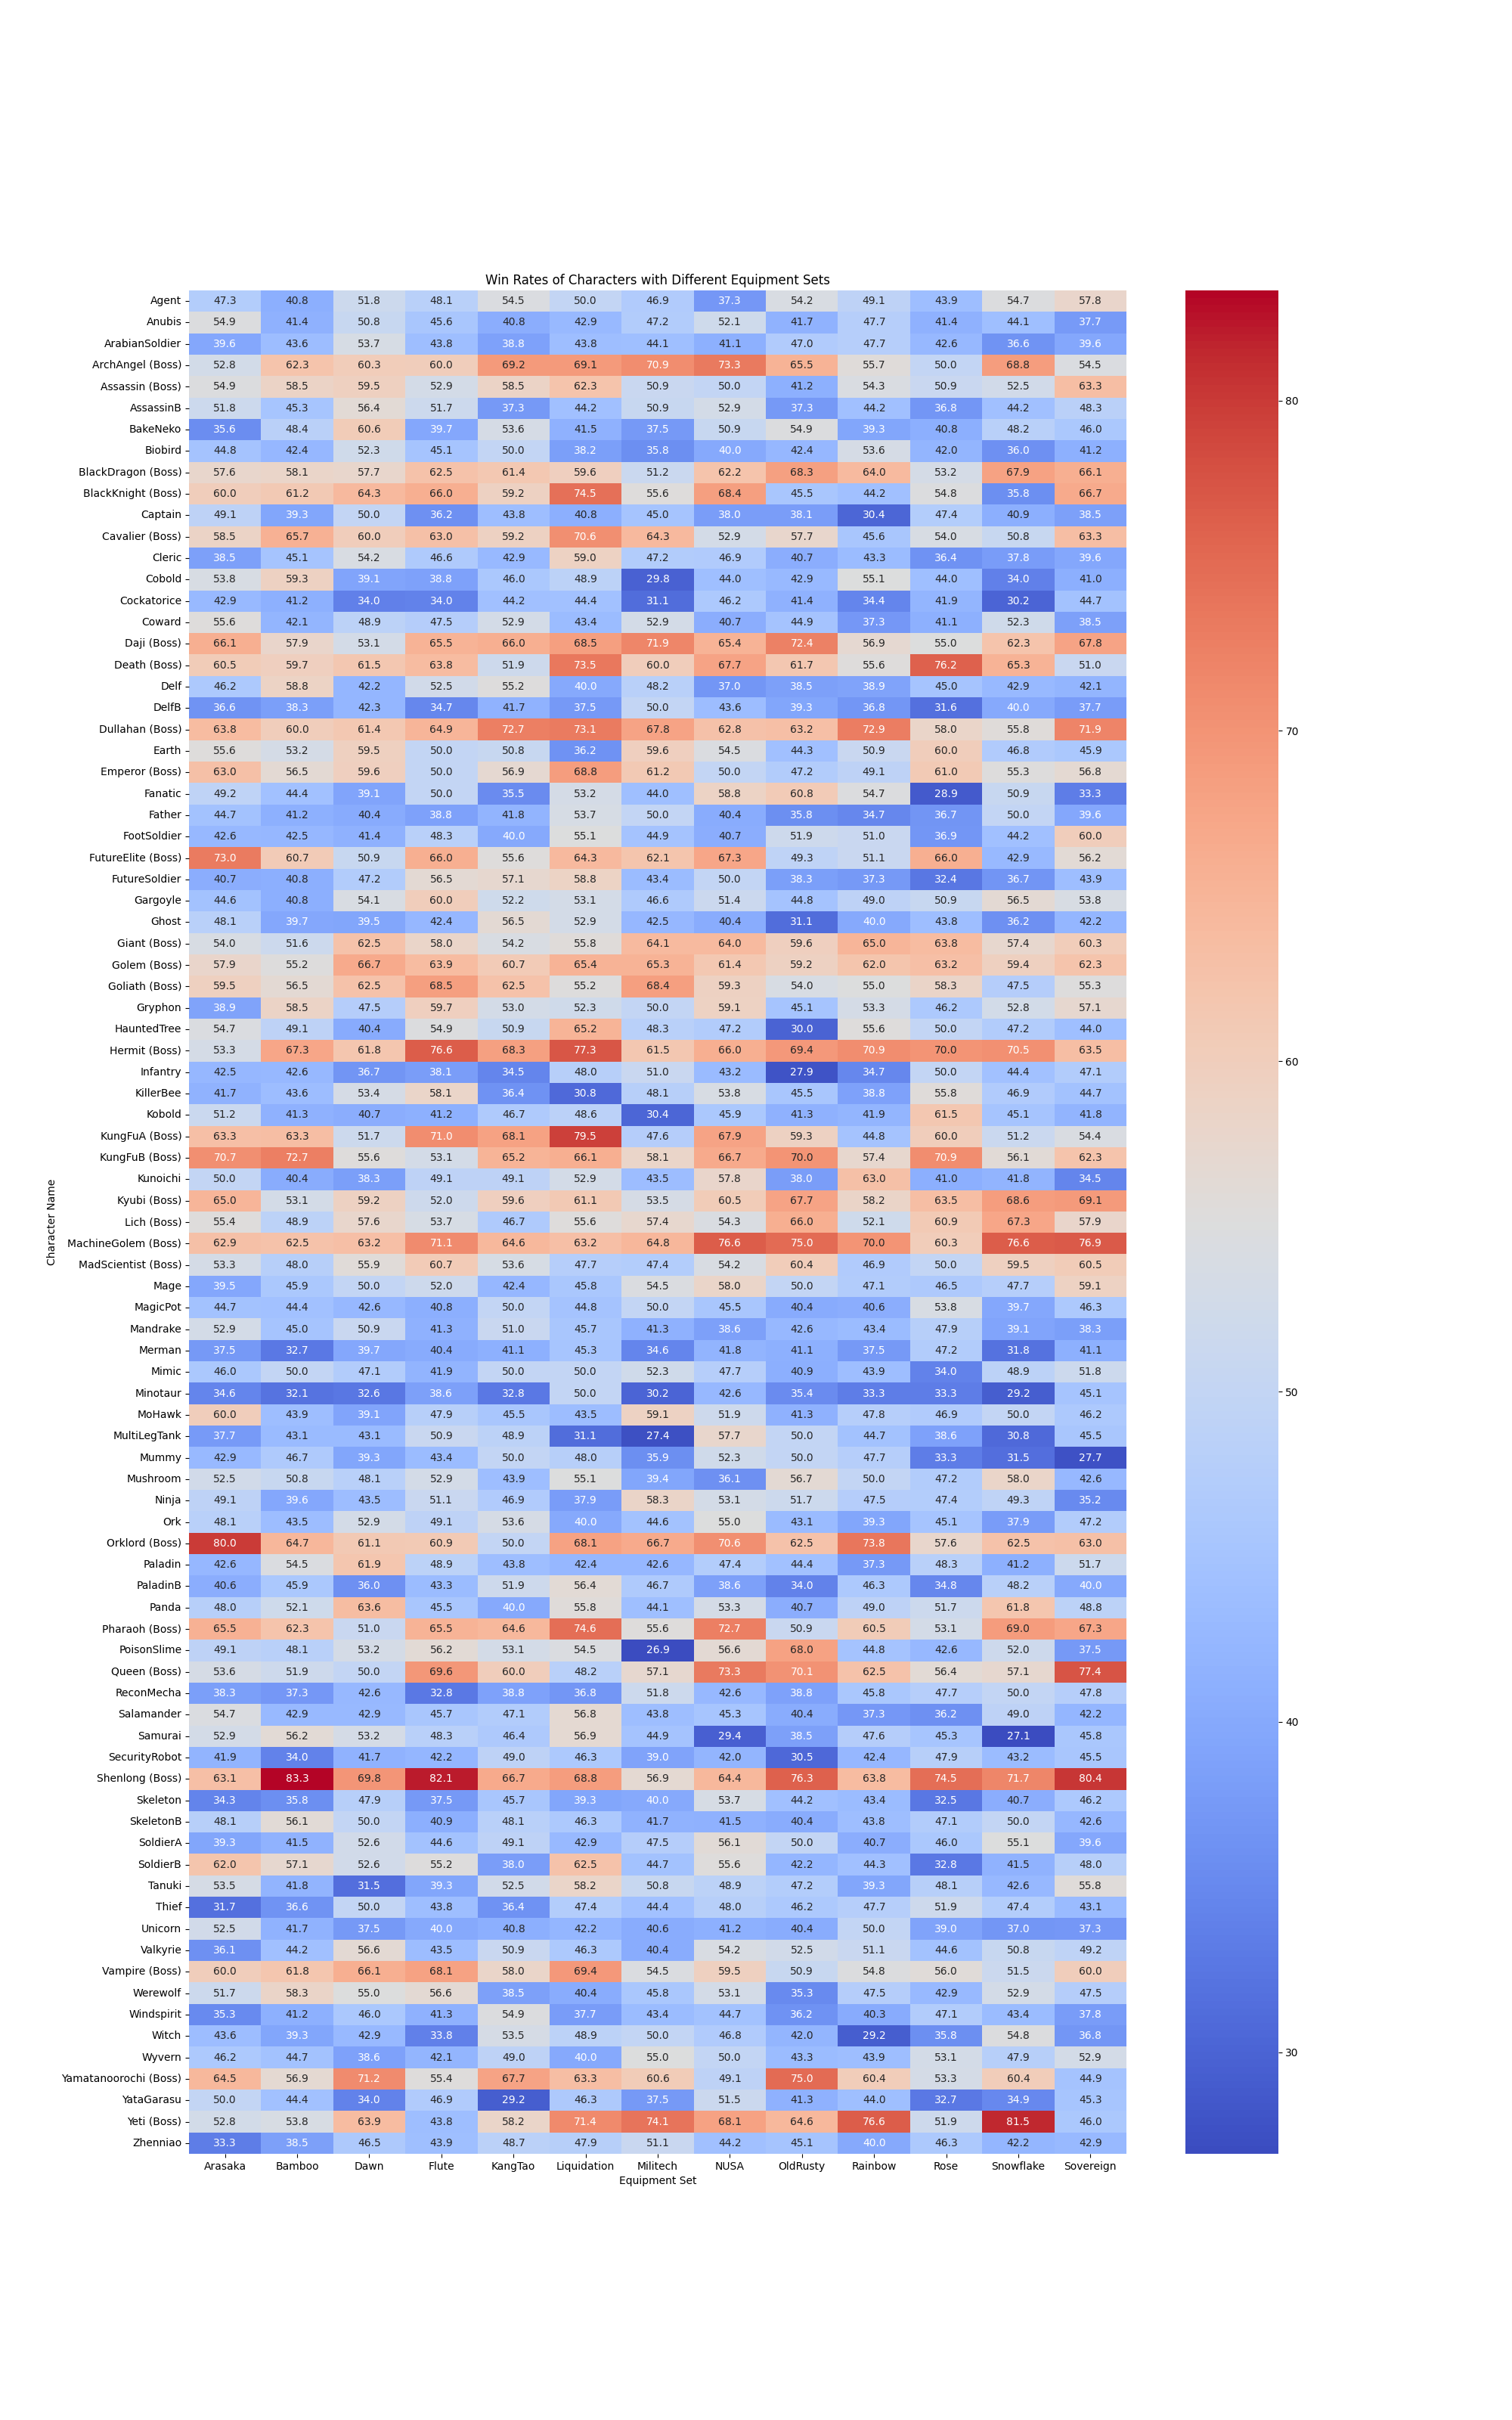 Win Rates of Characters with Different Equipment Sets
Agent 47.3 40.8 51.8 48.1 54.5 50.0 46.9 37.3 54.2 49.1 43.9 54.7 57.8
Anubis 54.9 41.4 50.8 45.6 40.8 42.9 47.2 52.1 41.7 47.7 41.4 44.1 37.7
ArabianSoldier 39.6 43.6 53.7 43.8 38.8 43.8 44.1 41.1 47.0 47.7 42.6 36.6 39.6
ArchAngel (Boss) 52.8 62.3 60.3 60.0 69.2 69.1 70.9 73.3 65.5 55.7 50.0 68.8 54.5
Assassin (Boss) 54.9 58.5 59.5 52.9 58.5 62.3 50.9 50.0 41.2 54.3 50.9 52.5 63.3
AssassinB 51.8 45.3 56.4 51.7 37.3 44.2 50.9 52.9 37.3 44.2 36.8 44.2 48.3
BakeNeko 35.6 48.4 60.6 39.7 53.6 41.5 37.5 50.9 54.9 39.3 40.8 48.2 46.0
Biobird 44.8 42.4 52.3 45.1 50.0 38.2 35.8 40.0 42.4 53.6 42.0 36.0 41.2
BlackDragon (Boss) 57.6 58.1 57.7 62.5 61.4 59.6 51.2 62.2 68.3 64.0 53.2 67.9 66.1
BlackKnight (Boss) 60.0 61.2 64.3 66.0 59.2 74.5 55.6 68.4 45.5 44.2 54.8 35.8 66.7
Captain 49.1 39.3 50.0 36.2 43.8 40.8 45.0 38.0 38.1 30.4 47.4 40.9 38.5
Cavalier (Boss) 58.5 65.7 60.0 63.0 59.2 70.6 64.3 52.9 57.7 45.6 54.0 50.8 63.3
Cleric 38.5 45.1 54.2 46.6 42.9 59.0 47.2 46.9 40.7 43.3 36.4 37.8 39.6
Cobold 53.8 59.3 39.1 38.8 46.0 48.9 29.8 44.0 42.9 55.1 44.0 34.0 41.0
Cockatorice 42.9 41.2 34.0 34.0 44.2 44.4 31.1 46.2 41.4 34.4 41.9 30.2 44.7
Coward 55.6 42.1 48.9 47.5 52.9 43.4 52.9 40.7 44.9 37.3 41.1 52.3 38.5
Daji (Boss) 66.1 57.9 53.1 65.5 66.0 68.5 71.9 65.4 72.4 56.9 55.0 62.3 67.8
Death (Boss) 60.5 59.7 61.5 63.8 51.9 73.5 60.0 67.7 61.7 55.6 76.2 65.3 51.0
Delf 46.2 58.8 42.2 52.5 55.2 40.0 48.2 37.0 38.5 38.9 45.0 42.9 42.1
DelfB 36.6 38.3 42.3 34.7 41.7 37.5 50.0 43.6 39.3 36.8 31.6 40.0 37.7
Dullahan (Boss) 63.8 60.0 61.4 64.9 72.7 73.1 67.8 62.8 63.2 72.9 58.0 55.8 71.9
Earth 55.6 53.2 59.5 50.0 50.8 36.2 59.6 54.5 44.3 50.9 60.0 46.8 45.9
Emperor (Boss) 63.0 56.5 59.6 50.0 56.9 68.8 61.2 50.0 47.2 49.1 61.0 55.3 56.8
Fanatic 49.2 44.4 39.1 50.0 35.5 53.2 44.0 58.8 60.8 54.7 28.9 50.9 33.3
Father 44.7 41.2 40.4 38.8 41.8 53.7 50.0 40.4 35.8 34.7 36.7 50.0 39.6
FootSoldier 42.6 42.5 41.4 48.3 40.0 55.1 44.9 40.7 51.9 51.0 36.9 44.2 60.0
FutureElite (Boss) 73.0 60.7 50.9 66.0 55.6 64.3 62.1 67.3 49.3 51.1 66.0 42.9 56.2
FutureSoldier 40.7 40.8 47.2 56.5 57.1 58.8 43.4 50.0 38.3 37.3 32.4 36.7 43.9
Gargoyle 44.6 40.8 54.1 60.0 52.2 53.1 46.6 51.4 44.8 49.0 50.9 56.5 53.8
Ghost 48.1 39.7 39.5 42.4 56.5 52.9 42.5 40.4 31.1 40.0 43.8 36.2 42.2
Giant (Boss) 54.0 51.6 62.5 58.0 54.2 55.8 64.1 64.0 59.6 65.0 63.8 57.4 60.3
Golem (Boss) 57.9 55.2 66.7 63.9 60.7 65.4 65.3 61.4 59.2 62.0 63.2 59.4 62.3
Goliath (Boss) 59.5 56.5 62.5 68.5 62.5 55.2 68.4 59.3 54.0 55.0 58.3 47.5 55.3
Gryphon 38.9 58.5 47.5 59.7 53.0 52.3 50.0 59.1 45.1 53.3 46.2 52.8 57.1
HauntedTree 54.7 49.1 40.4 54.9 50.9 65.2 48.3 47.2 30.0 55.6 50.0 47.2 44.0
Hermit (Boss) 53.3 67.3 61.8 76.6 68.3 77.3 61.5 66.0 69.4 70.9 70.0 70.5 63.5
Infantry 42.5 42.6 36.7 38.1 34.5 48.0 51.0 43.2 27.9 34.7 50.0 44.4 47.1
KillerBee 41.7 43.6 53.4 58.1 36.4 30.8 48.1 53.8 45.5 38.8 55.8 46.9 44.7
Kobold 51.2 41.3 40.7 41.2 46.7 48.6 30.4 45.9 41.3 41.9 61.5 45.1 41.8
KungFuA (Boss) 63.3 63.3 51.7 71.0 68.1 79.5 47.6 67.9 59.3 44.8 60.0 51.2 54.4
KungFuB (Boss) 70.7 72.7 55.6 53.1 65.2 66.1 58.1 66.7 70.0 57.4 70.9 56.1 62.3
Kunoichi 50.0 40.4 38.3 49.1 49.1 52.9 43.5 57.8 38.0 63.0 41.0 41.8 34.5
Kyubi (Boss) 65.0 53.1 59.2 52.0 59.6 61.1 53.5 60.5 67.7 58.2 63.5 68.6 69.1
Lich (Boss) 55.4 48.9 57.6 53.7 46.7 55.6 57.4 54.3 66.0 52.1 60.9 67.3 57.9
MachineGolem (Boss) 62.9 62.5 63.2 71.1 64.6 63.2 64.8 76.6 75.0 70.0 60.3 76.6 76.9
MadScientist (Boss) 53.3 48.0 55.9 60.7 53.6 47.7 47.4 54.2 60.4 46.9 50.0 59.5 60.5
Mage 39.5 45.9 50.0 52.0 42.4 45.8 54.5 58.0 50.0 47.1 46.5 47.7 59.1
MagicPot 44.7 44.4 42.6 40.8 50.0 44.8 50.0 45.5 40.4 40.6 53.8 39.7 46.3
Mandrake 52.9 45.0 50.9 41.3 51.0 45.7 41.3 38.6 42.6 43.4 47.9 39.1 38.3
Merman 37.5 32.7 39.7 40.4 41.1 45.3 34.6 41.8 41.1 37.5 47.2 31.8 41.1
Mimic 46.0 50.0 47.1 41.9 50.0 50.0 52.3 47.7 40.9 43.9 34.0 48.9 51.8
Minotaur 34.6 32.1 32.6 38.6 32.8 50.0 30.2 42.6 35.4 33.3 33.3 29.2 45.1
MoHawk 60.0 43.9 39.1 47.9 45.5 43.5 59.1 51.9 41.3 47.8 46.9 50.0 46.2
MultiLegTank 37.7 43.1 43.1 50.9 48.9 31.1 27.4 57.7 50.0 44.7 38.6 30.8 45.5
Mummy 42.9 46.7 39.3 43.4 50.0 48.0 35.9 52.3 50.0 47.7 33.3 31.5 27.7
Mushroom 52.5 50.8 48.1 52.9 43.9 55.1 39.4 36.1 56.7 50.0 47.2 58.0 42.6
Ninja 49.1 39.6 43.5 51.1 46.9 37.9 58.3 53.1 51.7 47.5 47.4 49.3 35.2
Ork 48.1 43.5 52.9 49.1 53.6 40.0 44.6 55.0 43.1 39.3 45.1 37.9 47.2
Orklord (Boss) 80.0 64.7 61.1 60.9 50.0 68.1 66.7 70.6 62.5 73.8 57.6 62.5 63.0
Paladin 42.6 54.5 61.9 48.9 43.8 42.4 42.6 47.4 44.4 37.3 48.3 41.2 51.7
PaladinB 40.6 45.9 36.0 43.3 51.9 56.4 46.7 38.6 34.0 46.3 34.8 48.2 40.0
Panda 48.0 52.1 63.6 45.5 40.0 55.8 44.1 53.3 40.7 49.0 51.7 61.8 48.8
Pharaoh (Boss) 65.5 62.3 51.0 65.5 64.6 74.6 55.6 72.7 50.9 60.5 53.1 69.0 67.3
PoisonSlime 49.1 48.1 53.2 56.2 53.1 54.5 26.9 56.6 68.0 44.8 42.6 52.0 37.5
Queen (Boss) 53.6 51.9 50.0 69.6 60.0 48.2 57.1 73.3 70.1 62.5 56.4 57.1 77.4
ReconMecha 38.3 37.3 42.6 32.8 38.8 36.8 51.8 42.6 38.8 45.8 47.7 50.0 47.8
Salamander 54.7 42.9 42.9 45.7 47.1 56.8 43.8 45.3 40.4 37.3 36.2 49.0 42.2
Samurai 52.9 56.2 53.2 48.3 46.4 56.9 44.9 29.4 38.5 47.6 45.3 27.1 45.8
SecurityRobot 41.9 34.0 41.7 42.2 49.0 46.3 39.0 42.0 30.5 42.4 47.9 43.2 45.5
Shenlong (Boss) 63.1 83.3 69.8 82.1 66.7 68.8 56.9 64.4 76.3 63.8 74.5 71.7 80.4
Skeleton 34.3 35.8 47.9 37.5 45.7 39.3 40.0 53.7 44.2 43.4 32.5 40.7 46.2
SkeletonB 48.1 56.1 50.0 40.9 48.1 46.3 41.7 41.5 40.4 43.8 47.1 50.0 42.6
SoldierA 39.3 41.5 52.6 44.6 49.1 42.9 47.5 56.1 50.0 40.7 46.0 55.1 39.6
SoldierB 62.0 57.1 52.6 55.2 38.0 62.5 44.7 55.6 42.2 44.3 32.8 41.5 48.0
Tanuki 53.5 41.8 31.5 39.3 52.5 58.2 50.8 48.9 47.2 39.3 48.1 42.6 55.8
Thief 31.7 36.6 50.0 43.8 36.4 47.4 44.4 48.0 46.2 47.7 51.9 47.4 43.1
Unicorn 52.5 41.7 37.5 40.0 40.8 42.2 40.6 41.2 40.4 50.0 39.0 37.0 37.3
Valkyrie 36.1 44.2 56.6 43.5 50.9 46.3 40.4 54.2 52.5 51.1 44.6 50.8 49.2
Vampire (Boss) 60.0 61.8 66.1 68.1 58.0 69.4 54.5 59.5 50.9 54.8 56.0 51.5 60.0
Werewolf 51.7 58.3 55.0 56.6 38.5 40.4 45.8 53.1 35.3 47.5 42.9 52.9 47.5
Windspirit 35.3 41.2 46.0 41.3 54.9 37.7 43.4 44.7 36.2 40.3 47.1 43.4 37.8
Witch 43.6 39.3 42.9 33.8 53.5 48.9 50.0 46.8 42.0 29.2 35.8 54.8 36.8
Wyvern 46.2 44.7 38.6 42.1 49.0 40.0 55.0 50.0 43.3 43.9 53.1 47.9 52.9
Yamatanoorochi (Boss) 64.5 56.9 71.2 55.4 67.7 63.3 60.6 49.1 75.0 60.4 53.3 60.4 44.9
YataGarasu 50.0 44.4 34.0 46.9 29.2 46.3 37.5 51.5 41.3 44.0 32.7 34.9 45.3
Yeti (Boss) 52.8 53.8 63.9 43.8 58.2 71.4 74.1 68.1 64.6 76.6 51.9 81.5 46.0
Zhenniao 33.3 38.5 46.5 43.9 48.7 47.9 51.1 44.2 45.1 40.0 46.3 42.2 42.9
Arasaka Bamboo Dawn Flute KangTao Liquidation Militech NUSA OldRusty Rainbow Rose Snowflake Sovereign
Equipment Set
Character Name
80
70
60
50
40
30